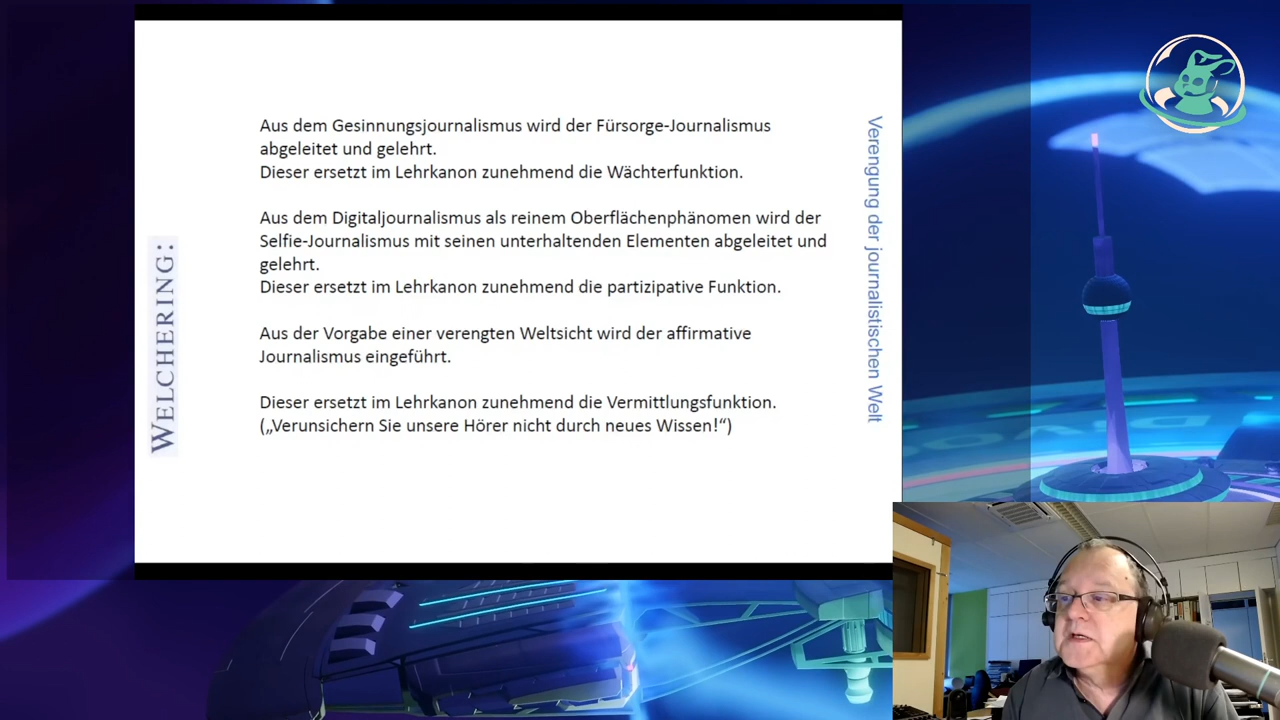 Aus dem Gesinnungsjournalismus wird der Fürsorge-Journalismus
abgeleitet und gelehrt.
Dieser ersetzt im Lehrkanon zunehmend die Wächterfunktion.
Aus dem Digitaljournalismus als reinem Oberflächenphänomen wird der
Selfie-Journalismus mit seinen unterhaltenden Elementen abgeleitet und
gelehrt.
Dieser ersetzt im Lehrkanon zunehmend die partizipative Funktion.
Aus der Vorgabe einer verengten Weltsicht wird der affirmative
Journalismus eingeführt.
Dieser ersetzt im Lehrkanon zunehmend die Vermittlungsfunktion.
(„Verunsichern Sie unsere Hörer nicht durch neues Wissen!“)
WELCHERING:
Verengung der journalistischen Welt